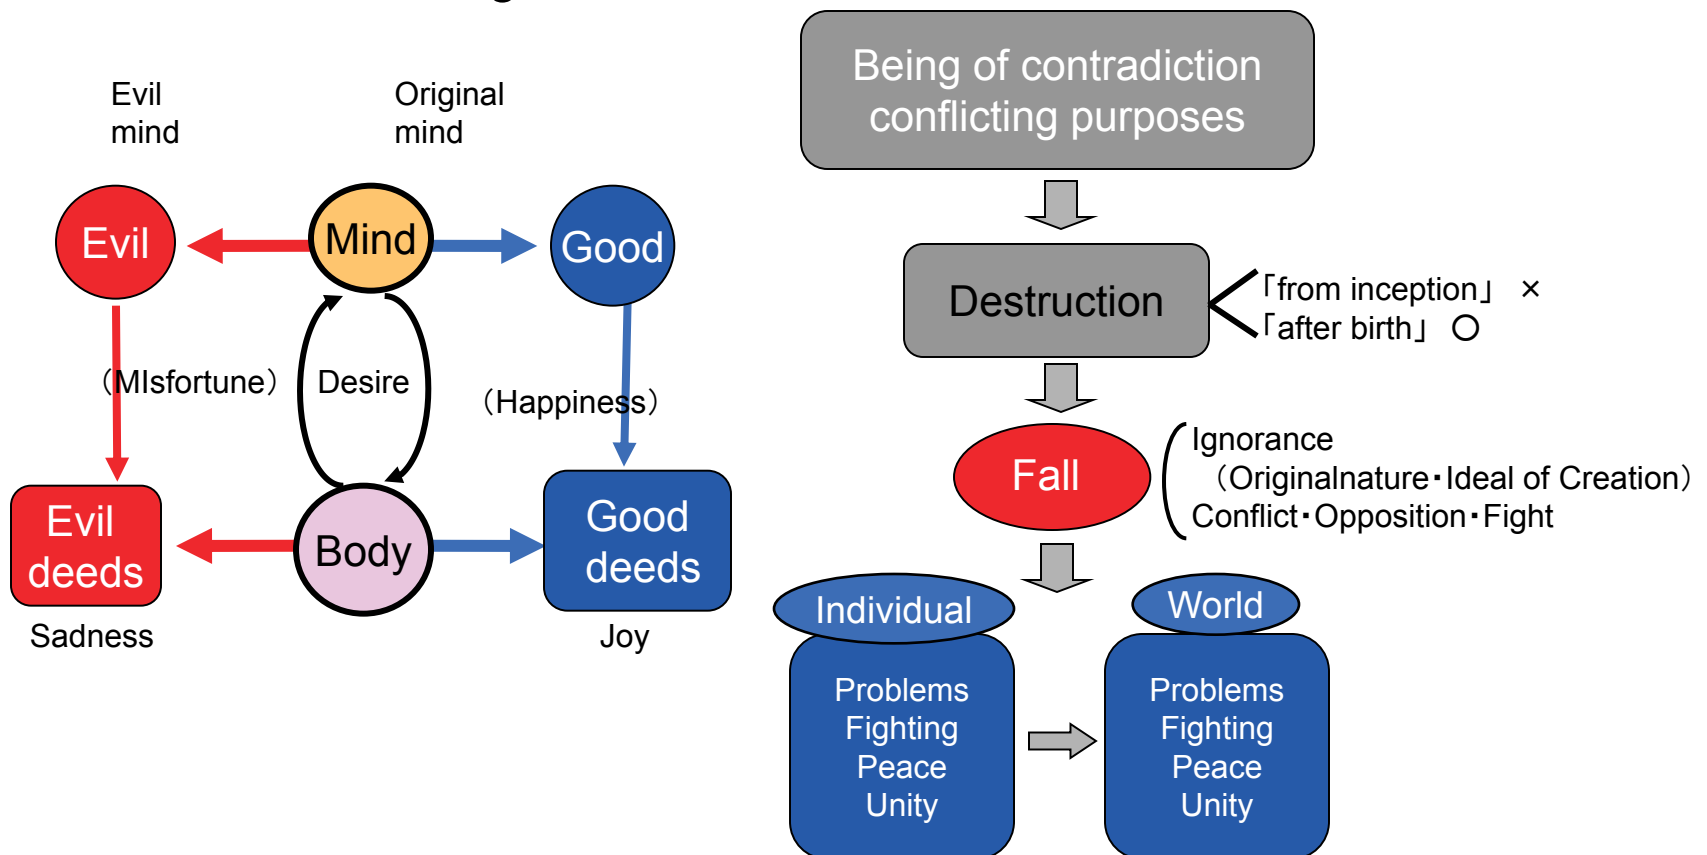 Evil
mind
Original
mind
Evil
Mind
Good
(MIsfortune)
Desire
(Happiness)
Evil
deeds
Body
Good
deeds
Sadness
Joy
Being of contradiction
conflicting purposes
Destruction
「from inception」 ×
「after birth」 〇
Fall
Ignorance
(Originalnature・Ideal of Creation)
Conflict・Opposition・Fight
Individual
Problems
Fighting
Peace
Unity
World
Problems
Fighting
Peace
Unity